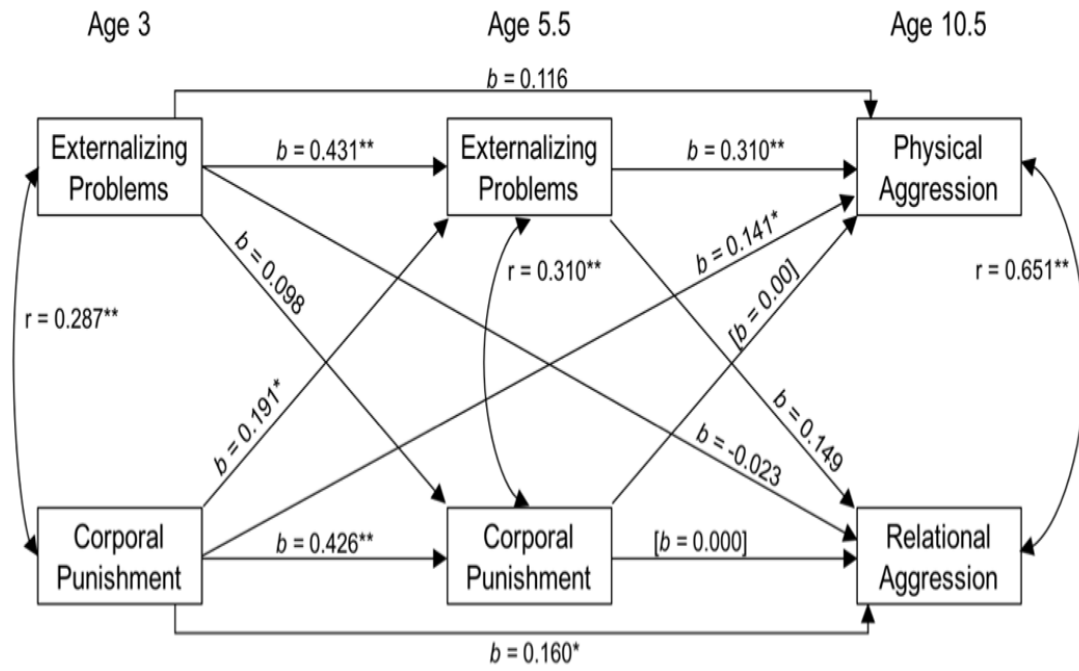 Age 3
Age 5.5
Age 10.5
b = 0.116
Externalizing
Problems
b = 0.431**
Externalizing
Problems
b = 0.310**
Physical
Aggression
b = 0.098
r = 0.310**
b = 0.141*
[b = 0.00]
r = 0.651**
r = 0.287**
b = 0.191*
b = -0.023
b = 0.149
Corporal
Punishment
b = 0.426**
Corporal
Punishment
[b = 0.000]
Relational
Aggression
b = 0.160*